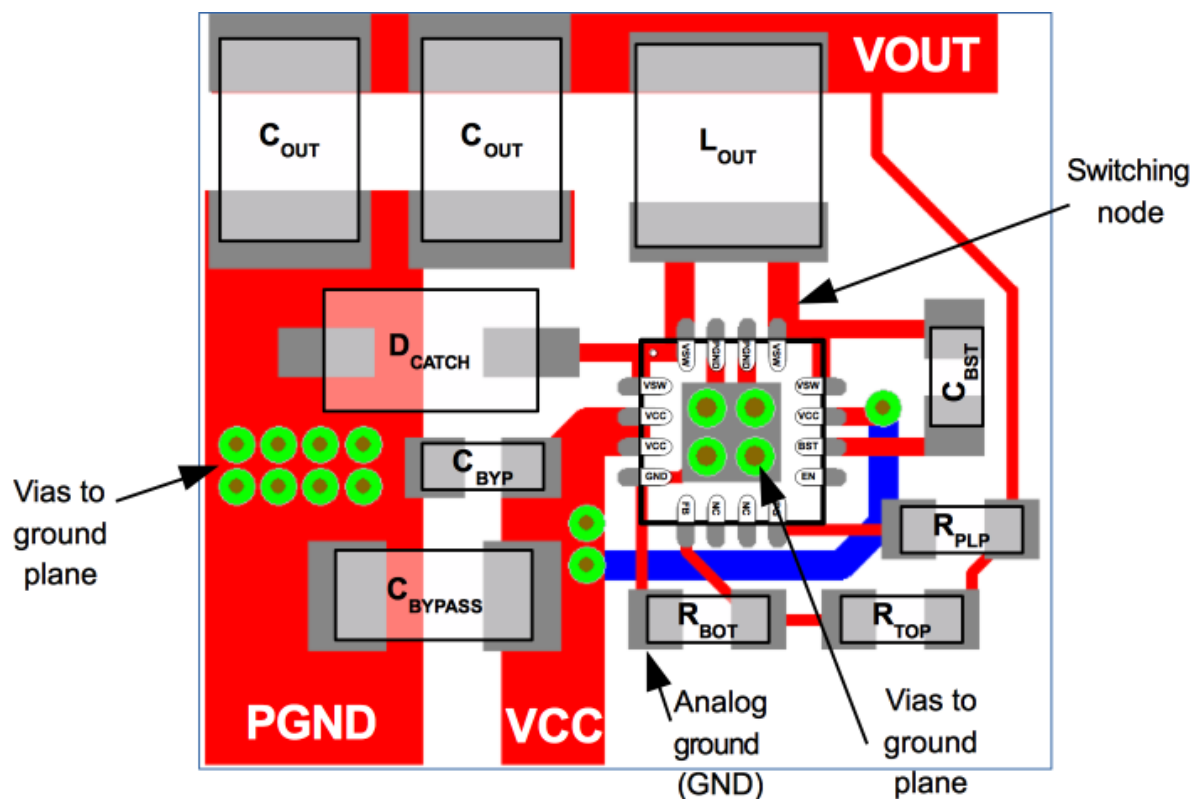 VOUT
COUT
COUT
LOUT
Switching
node
DCATCH
VSW
PGND
PGND
VSW
CBST
VSW
VSW
VCC
VCC
VCC
BST
GND
EN
CBYP
FB
NC
NC
Vias to
ground
plane
RPLP
CBYPASS
RBOT
RTOP
PGND
VCC
Analog
ground
(GND)
Vias to
ground
plane